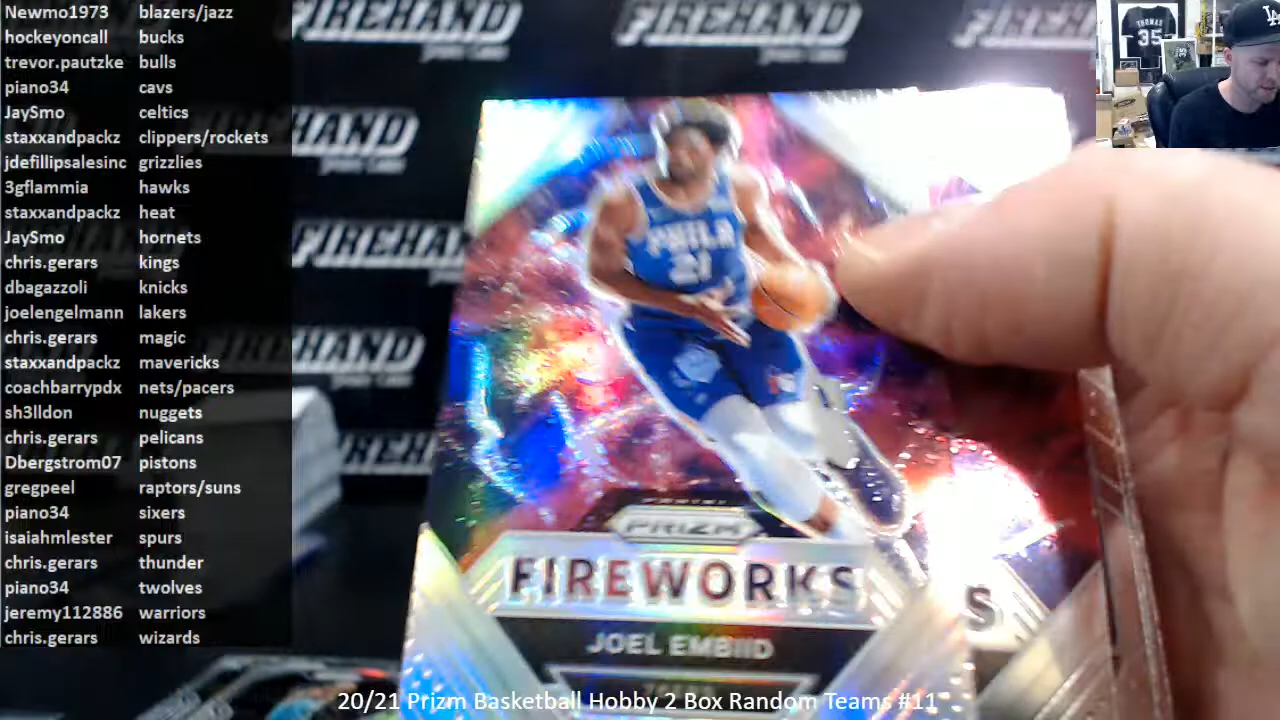 Newmo1973 blazers/jazz
hockeyoncall bucks
trevor.pautzke bulls
piano34 cavs
JaySmo celtics
staxxandpackz clippers/rockets
jdefillipsalesinc grizzlies
3gflammia hawks
staxxandpackz heat
JaySmo hornets
chris.gerars kings
dbagazzoli knicks
joelengelmann lakers
chris.gerars magic
staxxandpackz mavericks
coachbarrypdx nets/pacers
sh3lldon nuggets
chris.gerars pelicans
Dbergstrom07 pistons
gregpeel raptors/suns
piano34 sixers
isaiahmlester spurs
chris.gerars thunder
piano34 twolves
jeremy112886 warriors
chris.gerars wizards
FIREHAND
FIREHAND
FIREHAND
THOMAS
35
LA
PHILA
21
PANINI
PRIZM
FIREWORKS
JOEL EMBIID
S
20/21 Prizm Basketball Hobby 2 Box Random Teams #11